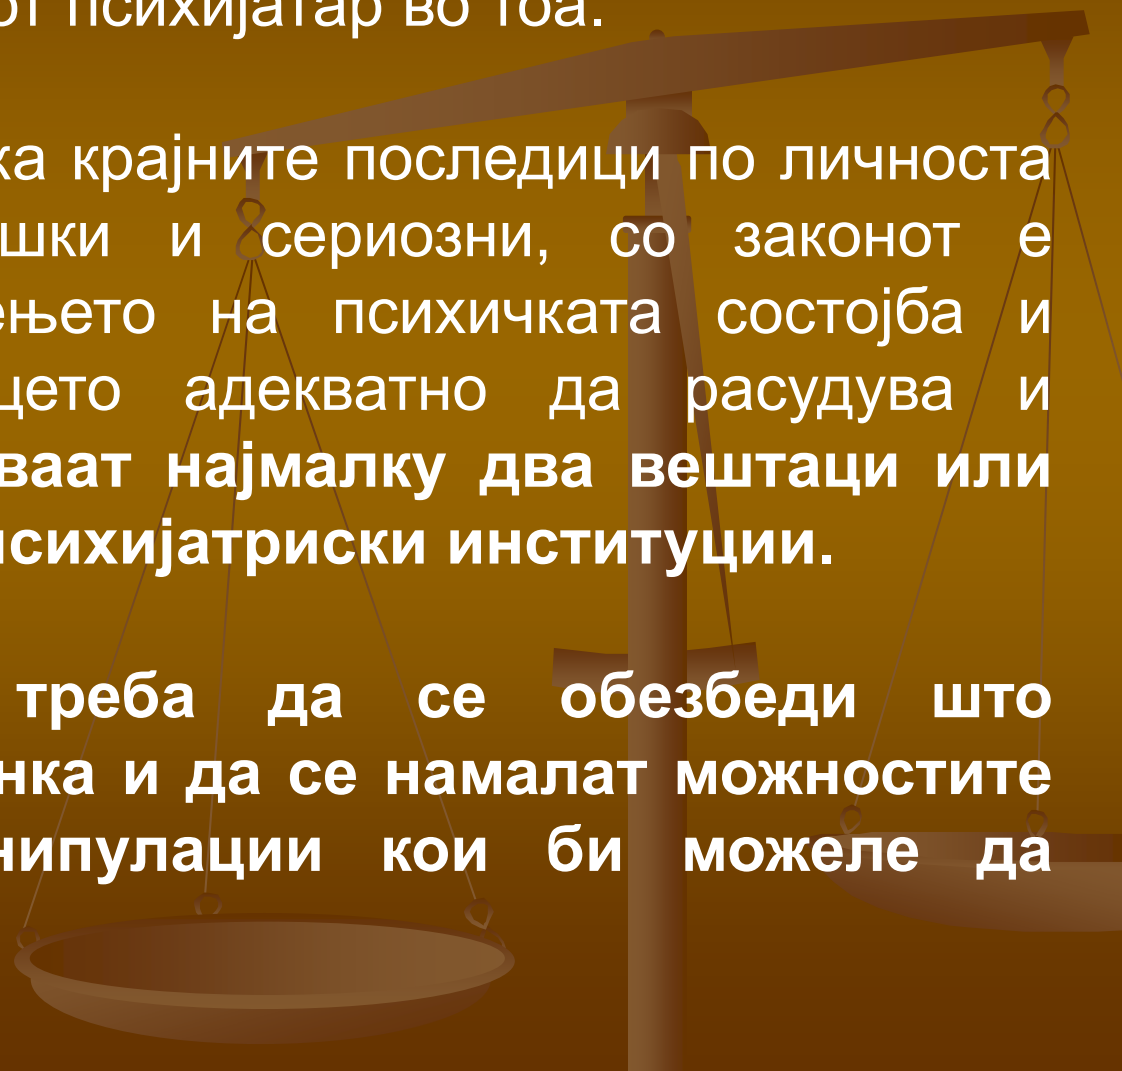 от психијатар во тоа.
ка крајните последици по личноста
шки и сериозни, со законот е
ењето на психичката состојба и
цето адекватно да расудува и
ваат најмалку два вештаци или
психијатриски институции.
треба да се обезбеди што
нка и да се намалат можностите
нипулации кои би можеле да